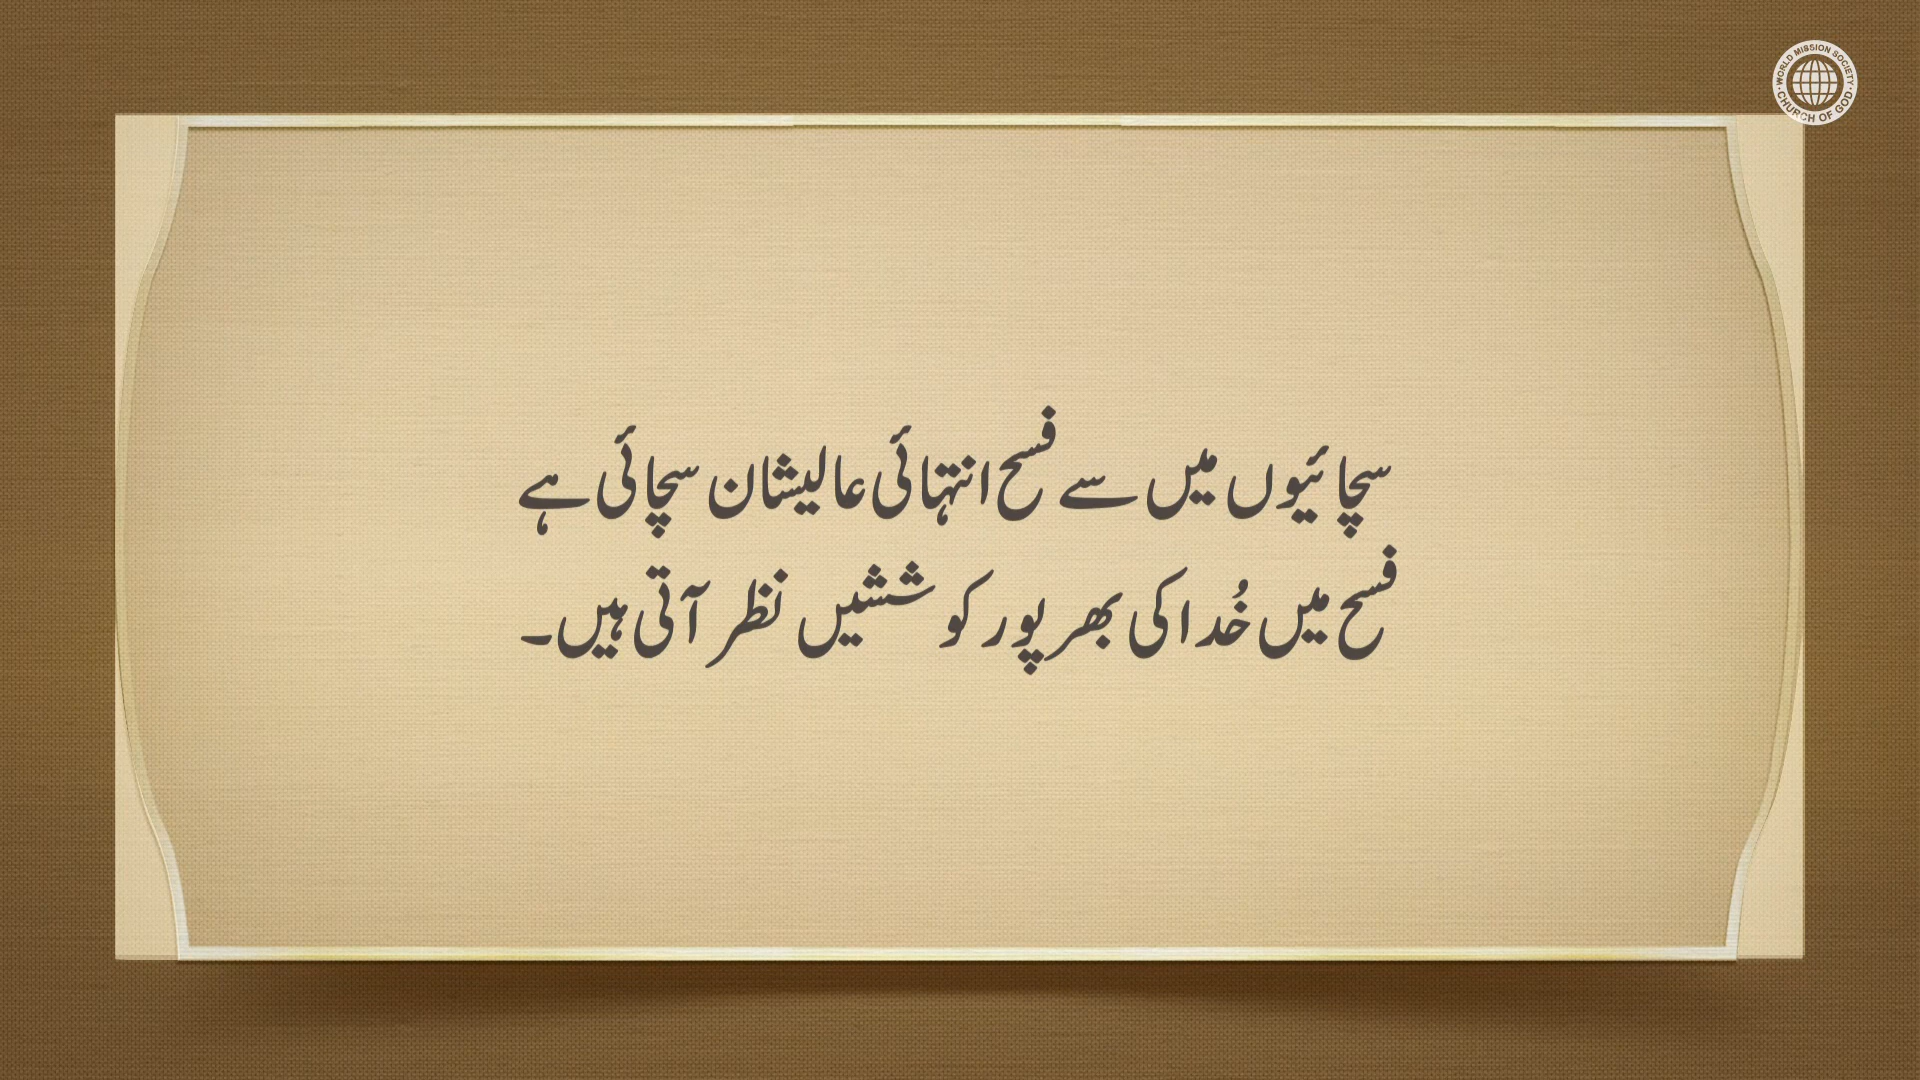 WORLD MISSION SOCIETY CHURCH OF GOD
سچائیوں میں سے فسح انتہائی عالیشان سچائی ہے
فسح میں خُدا کی بھرپور کوششیں نظر آتی ہیں۔